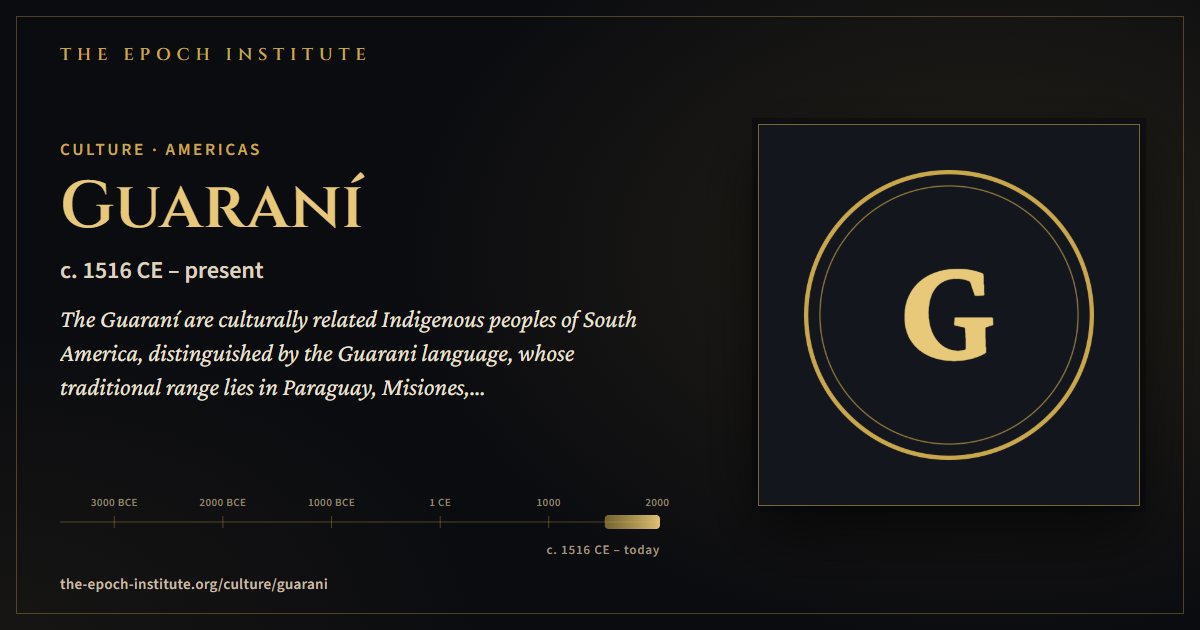 THE EPOCH INSTITUTE
CULTURE · AMERICAS
GUARANÍ
c. 1516 CE – present
The Guaraní are culturally related Indigenous peoples of South
America, distinguished by the Guarani language, whose
traditional range lies in Paraguay, Misiones,...
G
3000 BCE 2000 BCE 1000 BCE 1 CE 1000 2000
c. 1516 CE – today
the-epoch-institute.org/culture/guarani